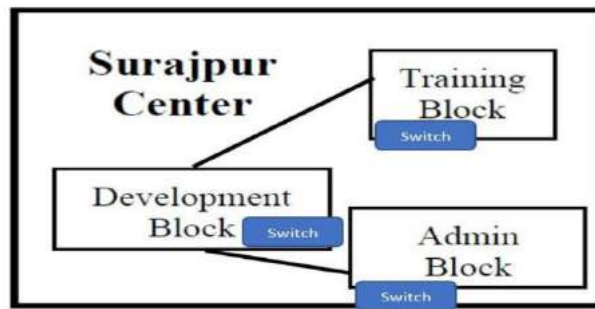 Surajpur
Center
Training
Block
Switch
Development
Block
Switch
Admin
Block
Switch